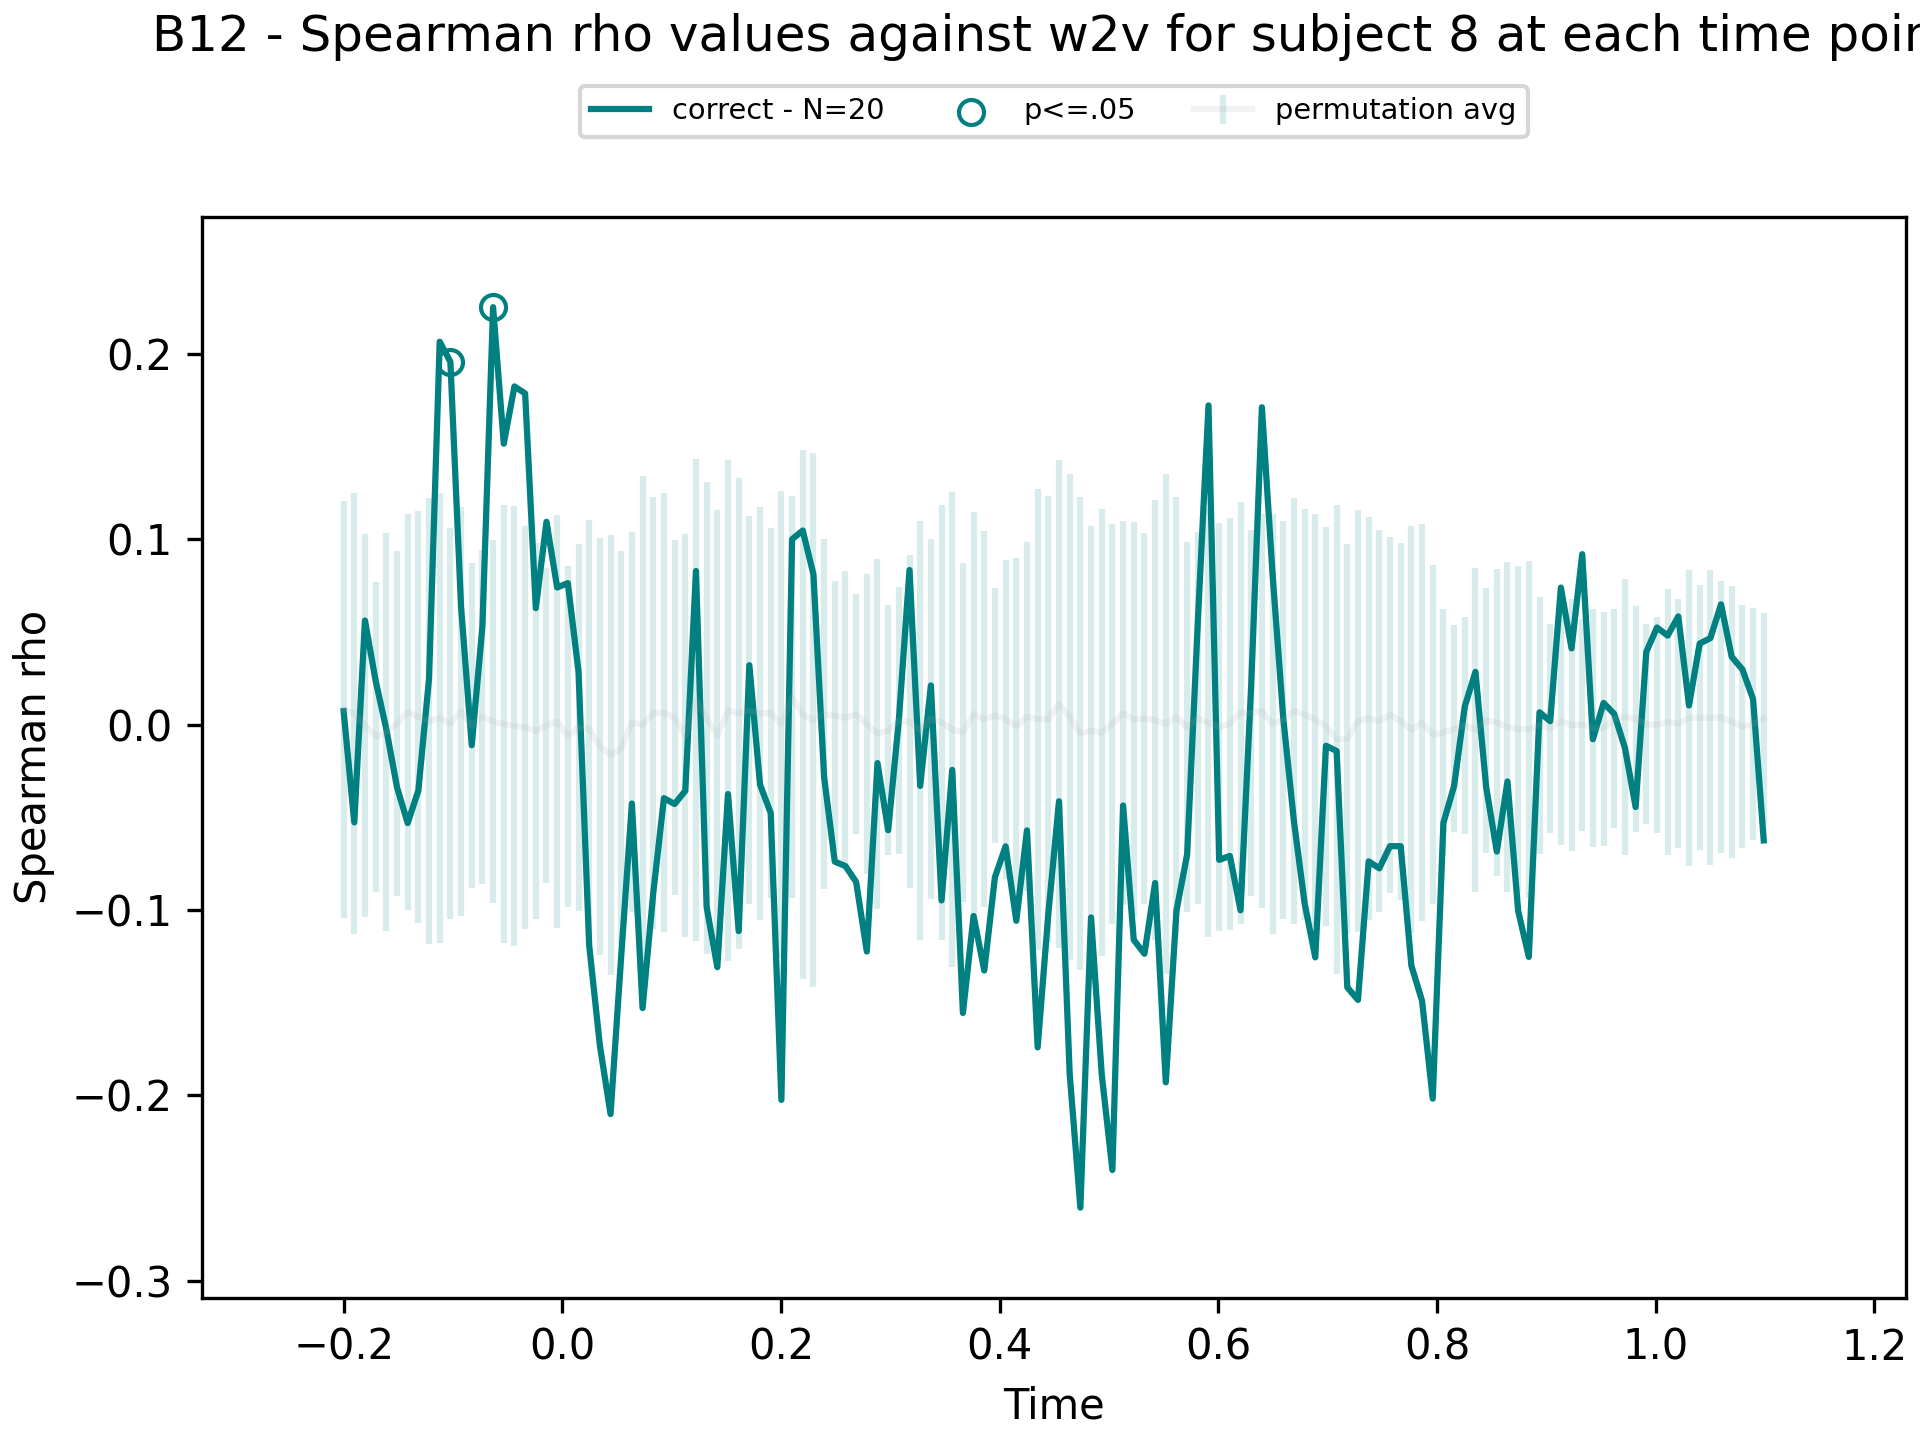 B12 - Spearman rho values against w2v for subject 8 at each time
correct - N=20 p<=.05 permutation avg
Spearman rho
0.2
0.1
0.0
−0.1
−0.2
−0.3
−0.2 0.0 0.2 0.4 0.6 0.8 1.0 1.2
Time